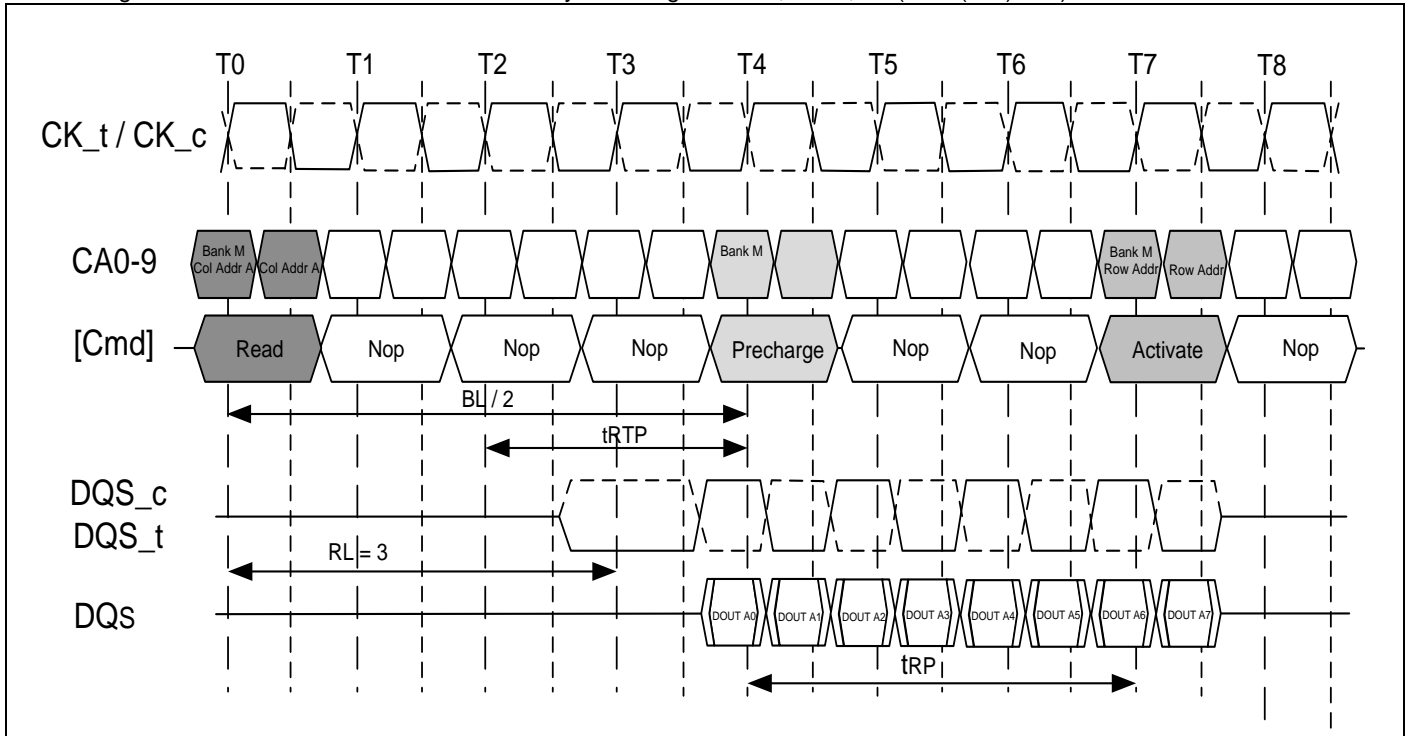 T0 T1 T2 T3 T4 T5 T6 T7 T8
CK_t / CK_c
CA0-9
Bank M
Col Addr A
Col Addr A
Bank M
Bank M
Row Addr
Row Addr
[Cmd] Read Nop Nop Nop Precharge Nop Nop Activate Nop
BL / 2
tRTP
DQS_c
DQS_t
RL = 3
DQs DOUT A0 DOUT A1 DOUT A2 DOUT A3 DOUT A4 DOUT A5 DOUT A6 DOUT A7
tRP